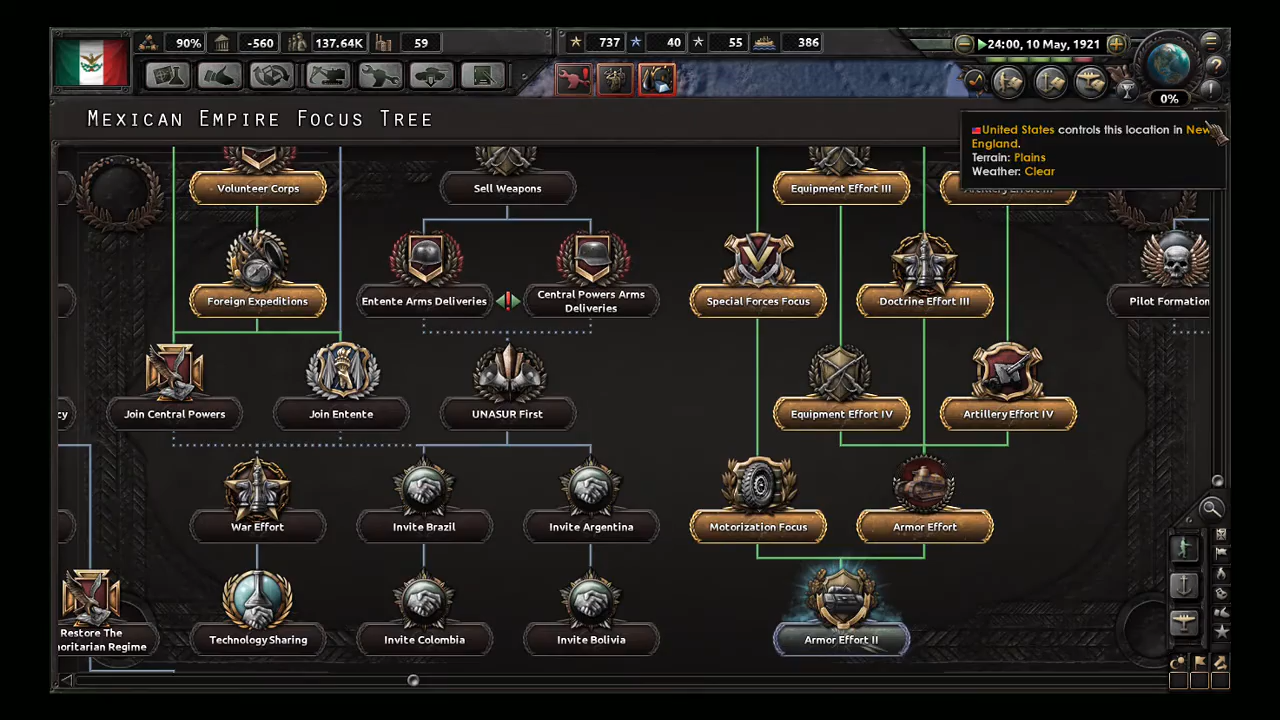 90%
-560
137.64K
59
737
40
55
386
24:00, 10 May, 1921
?
!
0%
Mexican Empire Focus Tree
United States controls this location in New
England.
Terrain: Plains
Weather: Clear
Volunteer Corps
Sell Weapons
Equipment Effort III
Foreign Expeditions
Entente Arms Deliveries
Central Powers Arms
Deliveries
Special Forces Focus
Doctrine Effort III
Pilot Formation
Join Central Powers
Join Entente
UNASUR First
Equipment Effort IV
Artillery Effort IV
War Effort
Invite Brazil
Invite Argentina
Motorization Focus
Armor Effort
Restore The
horitarian Regime
Technology Sharing
Invite Colombia
Invite Bolivia
Armor Effort II